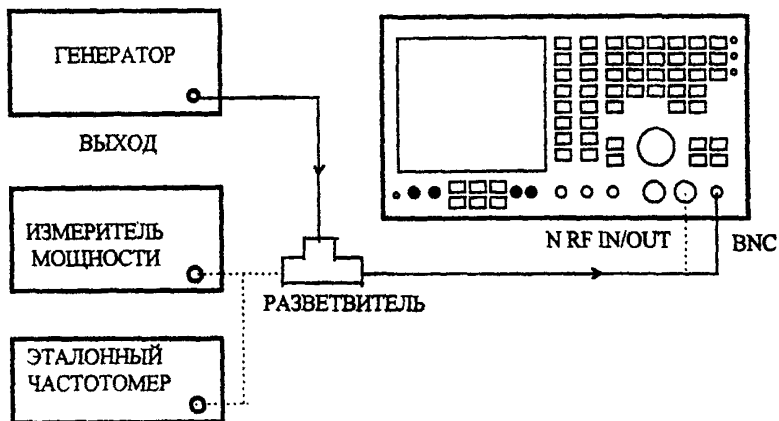 ГЕНЕРАТОР
ВЫХОД
ИЗМЕРИТЕЛЬ
МОЩНОСТИ
N RF IN/OUT
BNC
РАЗВЕТВИТЕЛЬ
ЭТАЛОННЫЙ
ЧАСТОТОМЕР